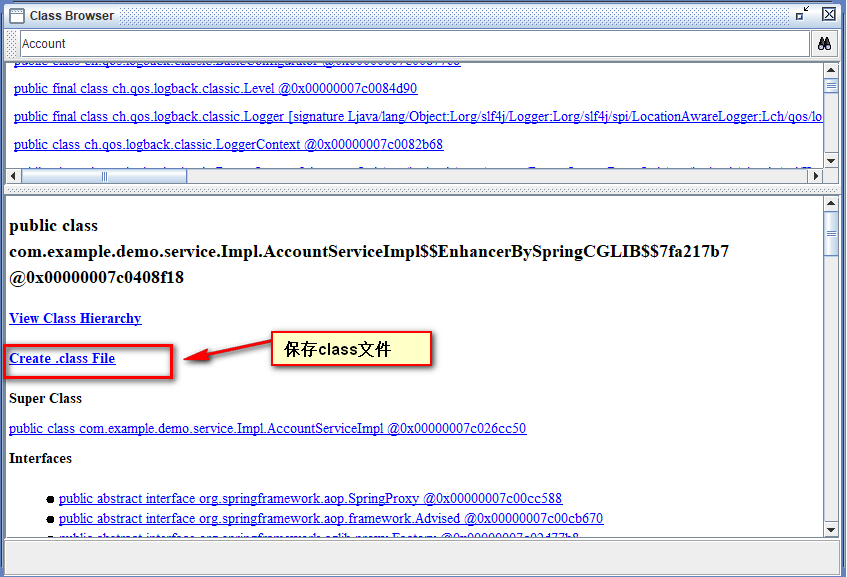 Class Browser
Account
public final class ch.qos.logback.classic.Level @0x00000007c0084d90
public final class ch.qos.logback.classic.Logger [signature Ljava/lang/Object;Lorg/slf4j/Logger;Lorg/slf4j/spi/LocationAwareLogger;Lch/qos/lo
public class ch.qos.logback.classic.LoggerContext @0x00000007c0082b68
public class
com.example.demo.service.Impl.AccountServiceImpl$$EnhancerBySpringCGLIB$$7fa217b7
@0x00000007c0408f18
View Class Hierarchy
Create .class File
保存class文件
Super Class
public class com.example.demo.service.Impl.AccountServiceImpl @0x00000007c026cc50
Interfaces
public abstract interface org.springframework.aop.SpringProxy @0x00000007c00cc588
public abstract interface org.springframework.aop.framework.Advised @0x00000007c00cb670